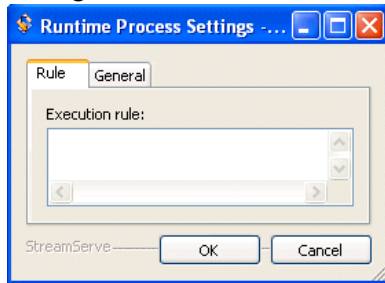 Runtime Process Settings -...
Rule General
Execution rule:
StreamServe OK Cancel